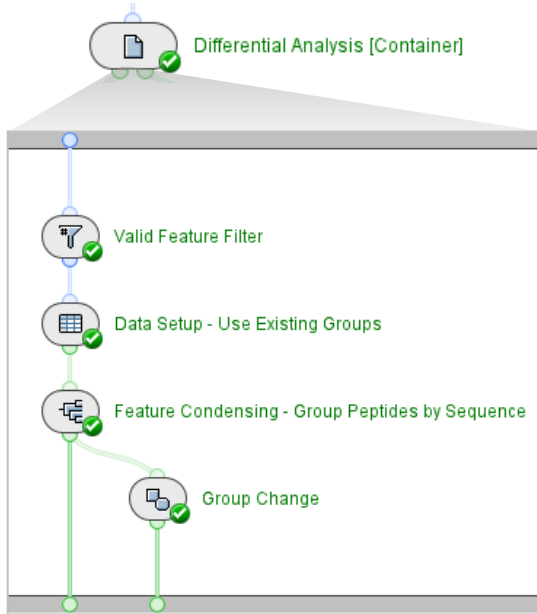 Differential Analysis [Container]
Valid Feature Filter
Data Setup - Use Existing Groups
Feature Condensing - Group Peptides by Sequence
Group Change